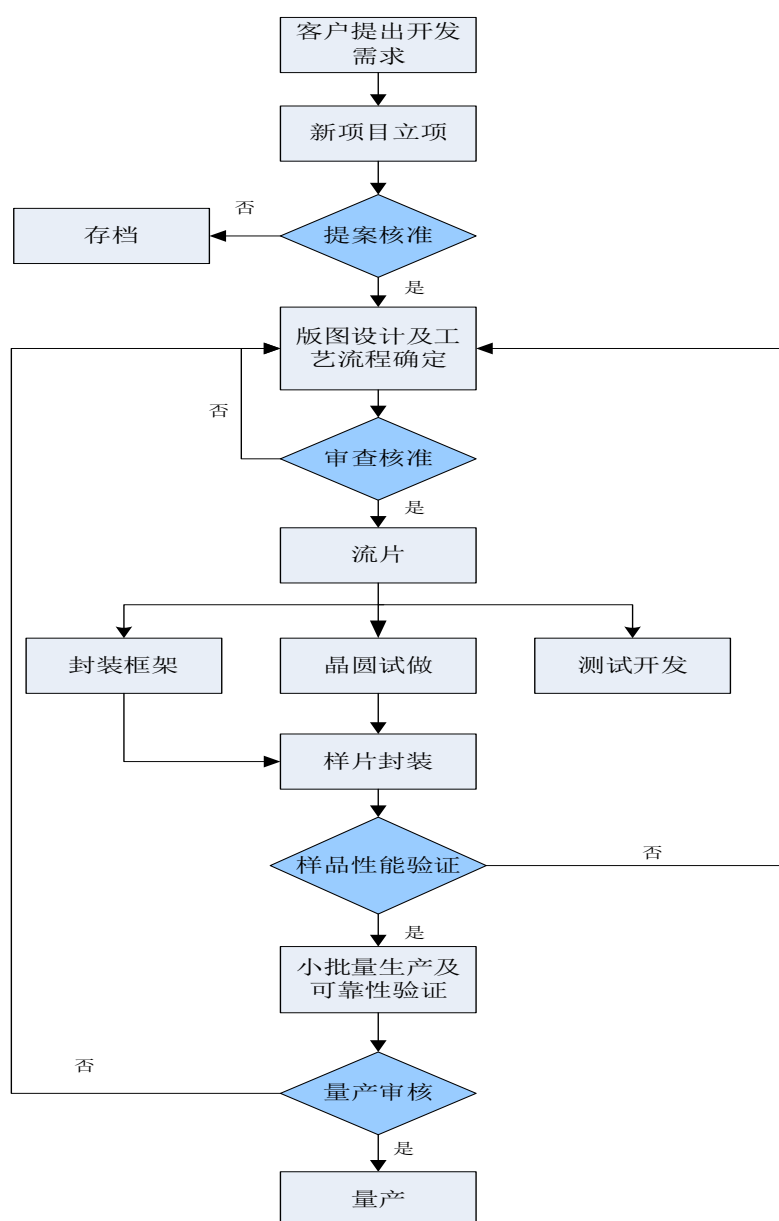 客户提出开发
需求
新项目立项
否
存档
提案核准
是
版图设计及工
艺流程确定
否
审查核准
是
流片
封装框架
晶圆试做
测试开发
样片封装
样品性能验证
否
是
小批量生产及
可靠性验证
否
量产审核
是
量产